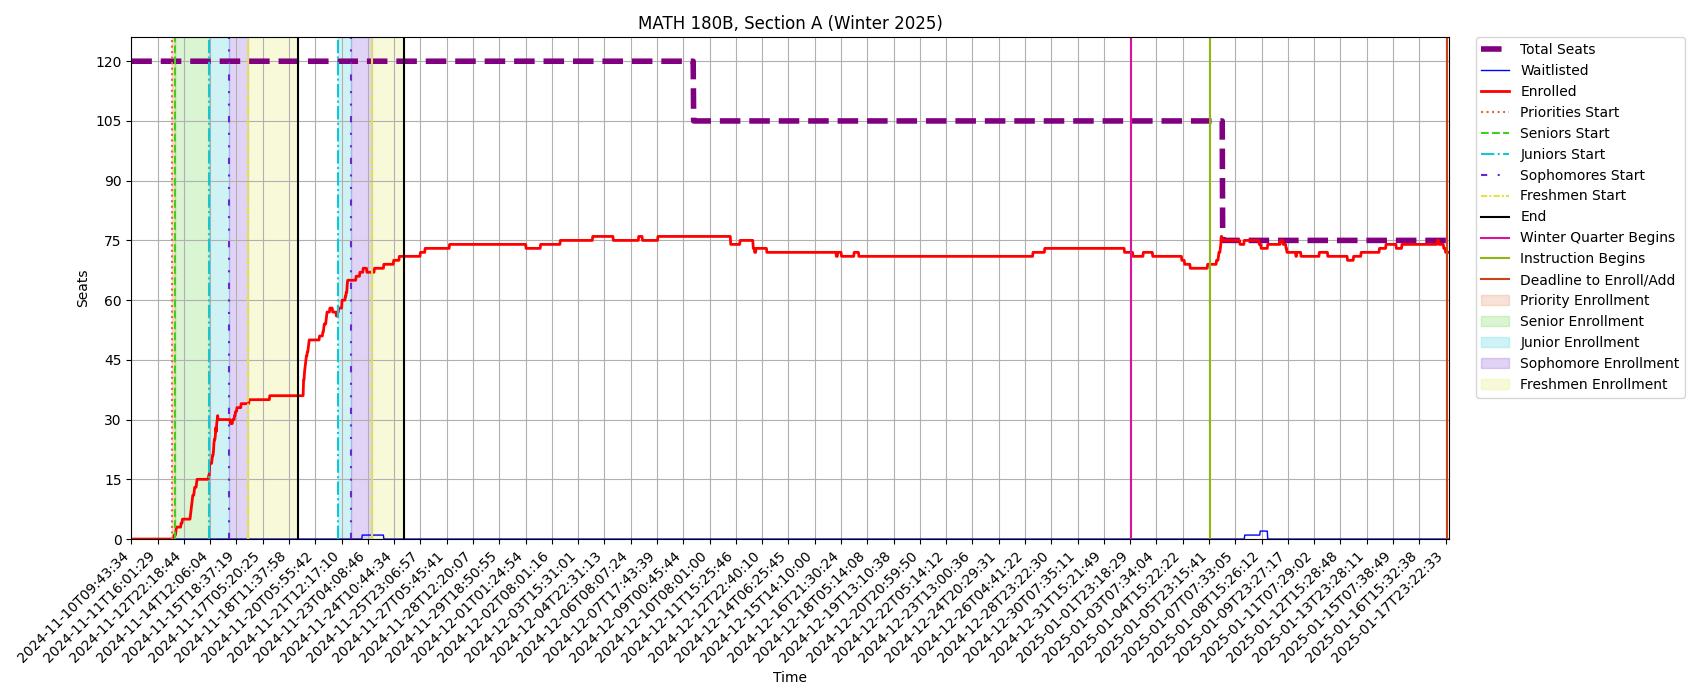 MATH 180B, Section A (Winter 2025)
Seats
120
105
90
75
60
45
30
15
0
2024-11-10T09:43:34
2024-11-11T16:01:29
2024-11-12T22:18:44
2024-11-14T12:06:04
2024-11-15T18:37:19
2024-11-17T05:20:25
2024-11-18T11:37:58
2024-11-20T05:55:42
2024-11-21T12:17:10
2024-11-23T04:08:46
2024-11-24T10:44:34
2024-11-25T23:06:57
2024-11-27T05:45:41
2024-11-28T12:20:07
2024-11-29T18:50:55
2024-12-01T01:24:54
2024-12-02T08:01:16
2024-12-03T15:31:01
2024-12-04T22:31:13
2024-12-06T08:07:24
2024-12-07T17:43:39
2024-12-09T00:45:44
2024-12-10T08:01:00
2024-12-11T15:25:46
2024-12-12T22:40:10
2024-12-14T06:25:45
2024-12-15T14:10:00
2024-12-16T21:30:24
2024-12-18T05:14:08
2024-12-19T13:10:38
2024-12-20T20:59:50
2024-12-22T05:14:12
2024-12-23T13:00:36
2024-12-24T20:29:31
2024-12-26T04:41:22
2024-12-28T23:22:30
2024-12-30T07:35:11
2024-12-31T15:21:49
2025-01-01T23:18:29
2025-01-03T07:34:04
2025-01-04T15:22:22
2025-01-05T23:15:41
2025-01-07T07:33:05
2025-01-08T15:26:12
2025-01-09T23:27:17
2025-01-11T07:29:02
2025-01-12T15:28:48
2025-01-13T23:28:11
2025-01-15T07:38:49
2025-01-16T15:32:38
2025-01-17T23:22:33
Time
Total Seats
Waitlisted
Enrolled
Priorities Start
Seniors Start
Juniors Start
Sophomores Start
Freshmen Start
End
Winter Quarter Begins
Instruction Begins
Deadline to Enroll/Add
Priority Enrollment
Senior Enrollment
Junior Enrollment
Sophomore Enrollment
Freshmen Enrollment